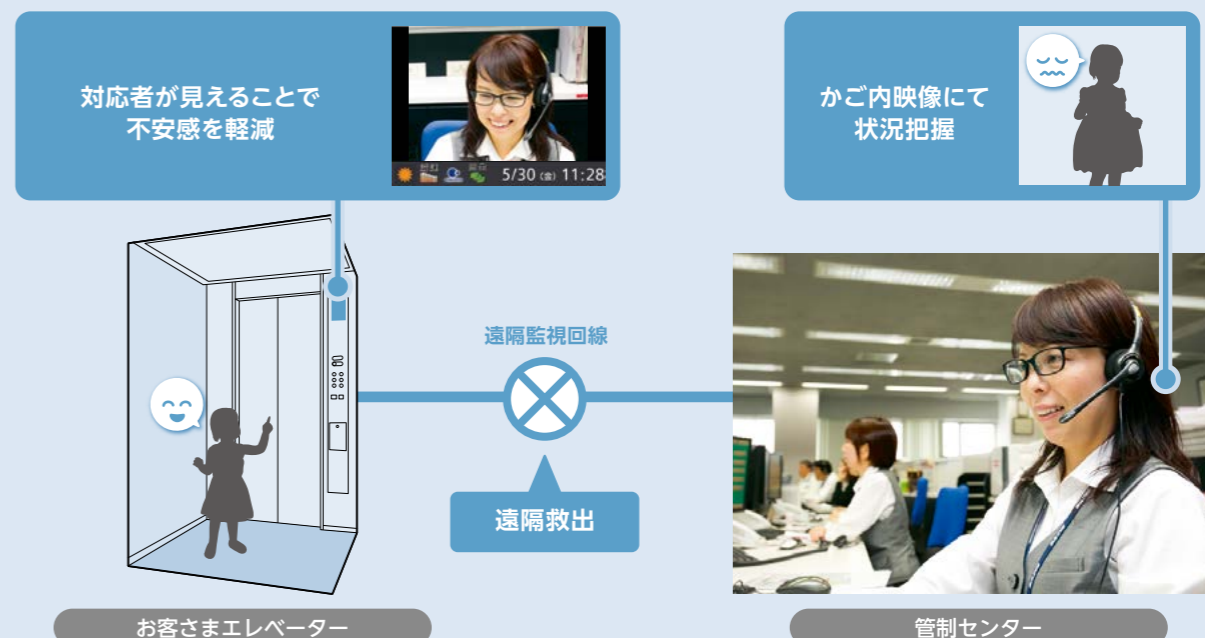 対応者が見えることで
不安感を軽減
5/30 (金) 11:28
かご内映像にて
状況把握
遠隔監視回線
遠隔救出
お客さまエレベーター
管制センター